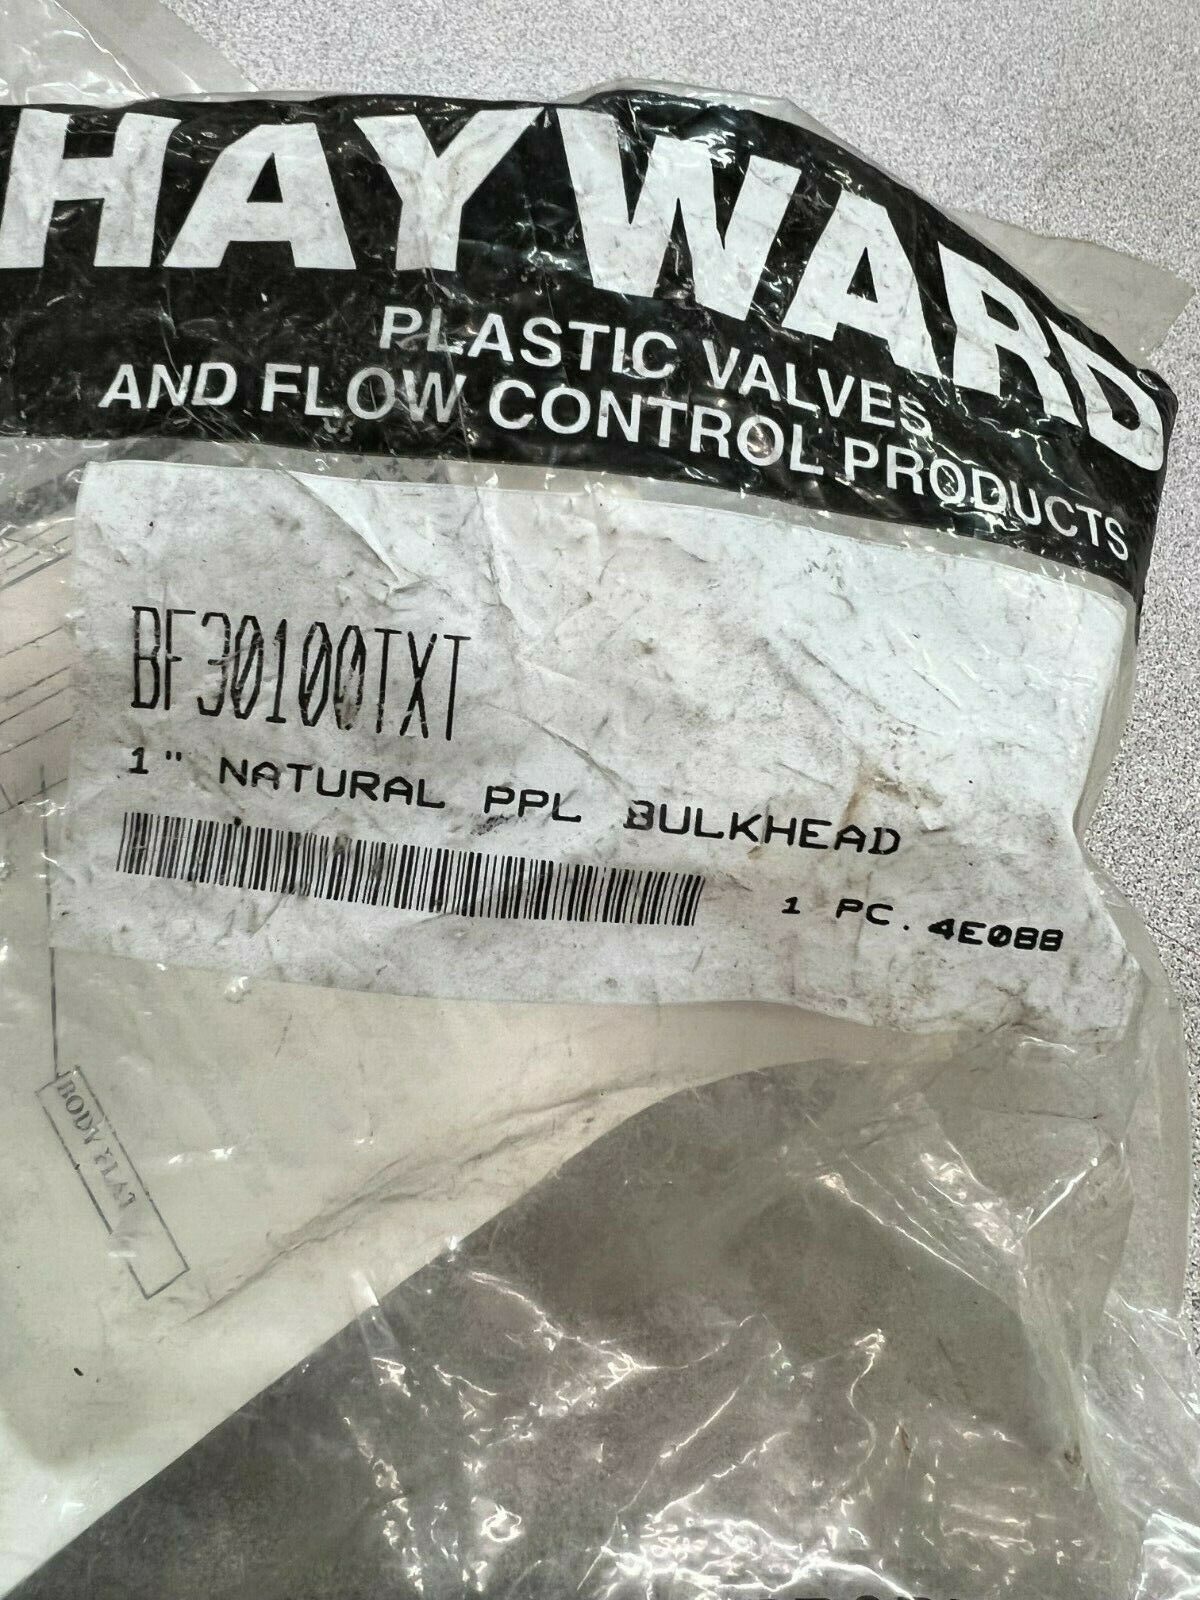 HAYWARD
PLASTIC VALVES
AND FLOW CONTROL PRODUCTS
BF30100TXT
1" NATURAL PPL BULKHEAD
1 PC. 4E088
BODY FLAT